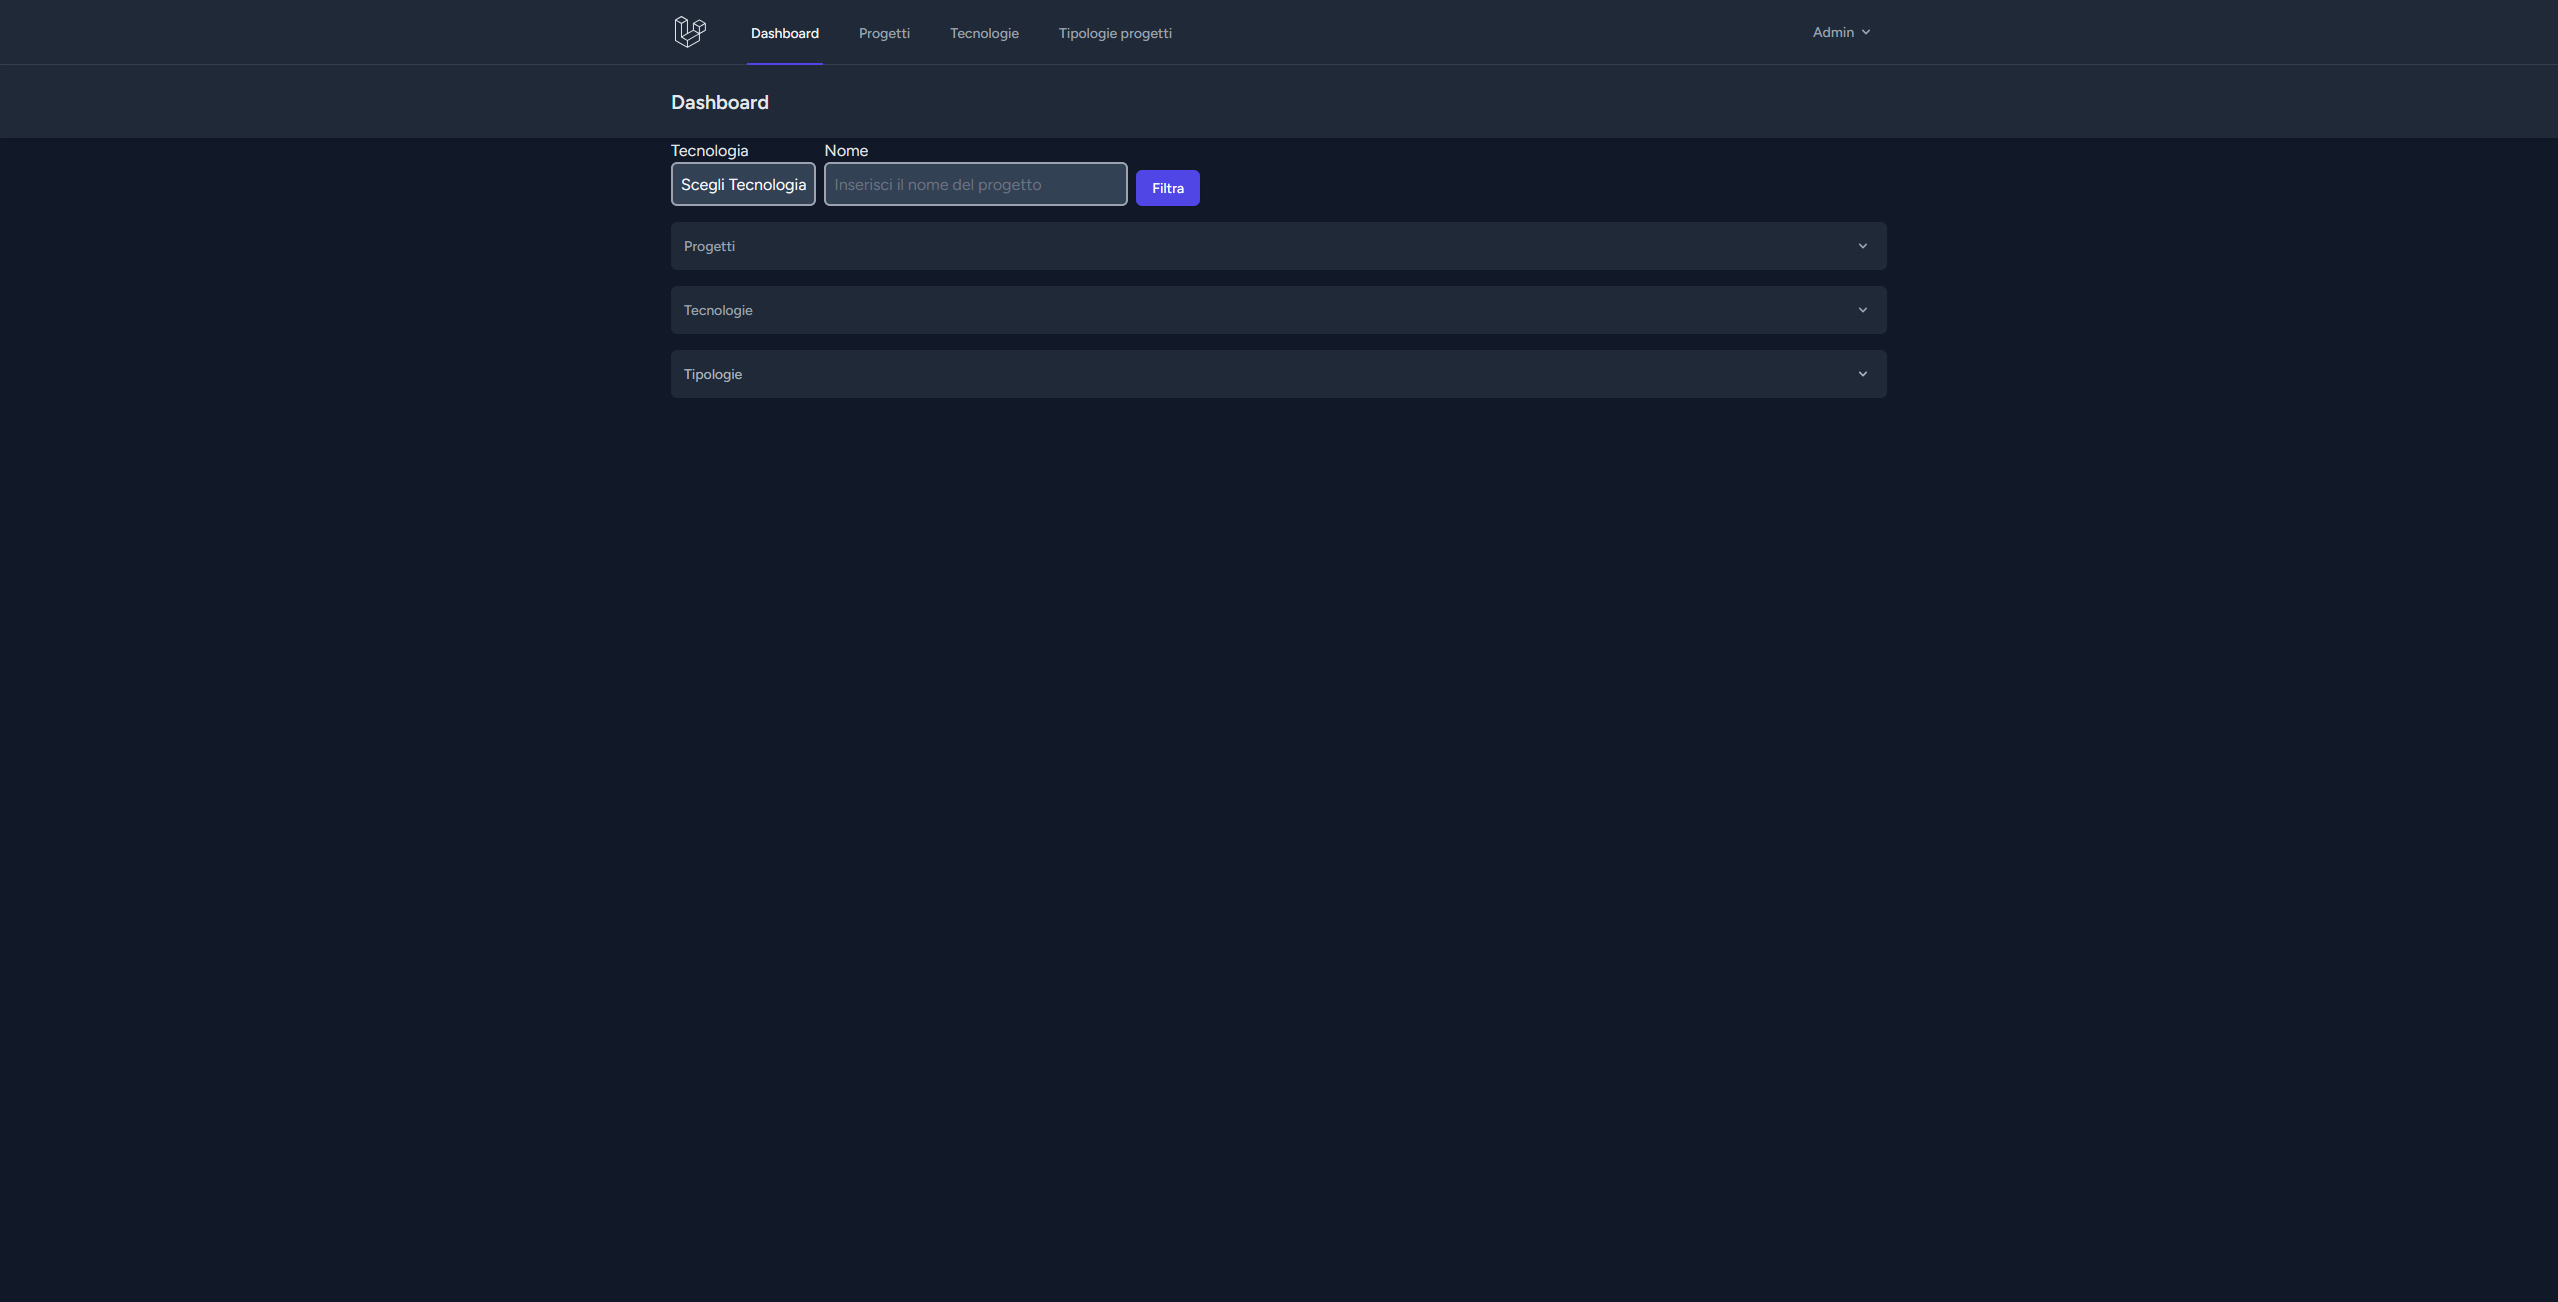 Dashboard Progetti Tecnologie Tipologie progetti Admin
Dashboard
Tecnologia Nome
Scegli Tecnologia Inserisci il nome del progetto Filtra
Progetti
Tecnologie
Tipologie